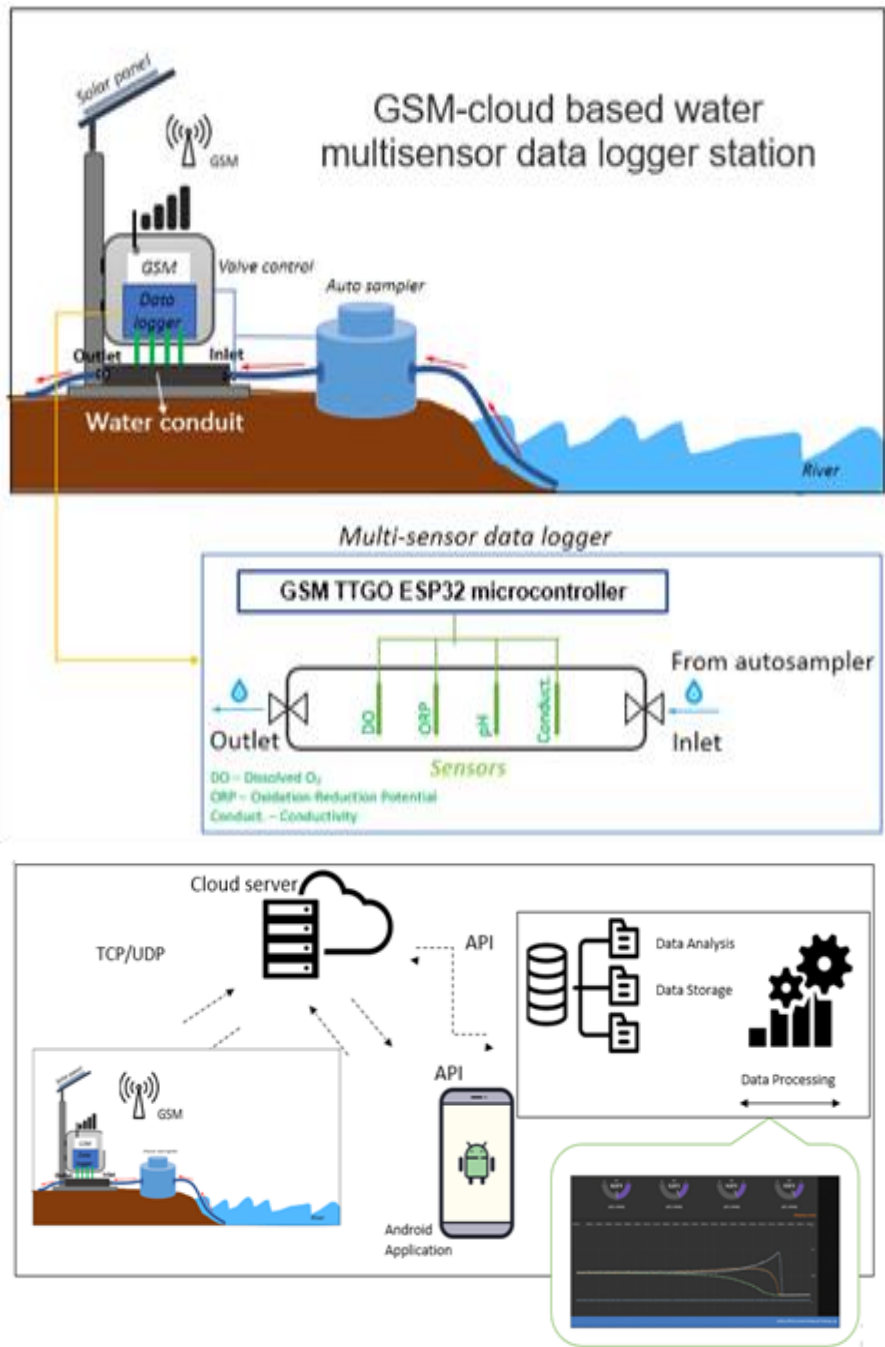 Solar panel
GSM-cloud based water
multisensor data logger station
GSM
GSM
Valve control
Data
logger
Auto sampler
Outlet
Inlet
Water conduit
River
Multi-sensor data logger
GSM TTGO ESP32 microcontroller
From autosampler
DO
ORP
pH
Conduct.
Outlet
Inlet
Sensors
DO – Dissolved O₂
ORP – Oxidation Reduction Potential
Conduct. – Conductivity
Cloud server
TCP/UDP
API
Data Analysis
Data Storage
API
GSM
Data Processing
Data
logger
River
Android
Application